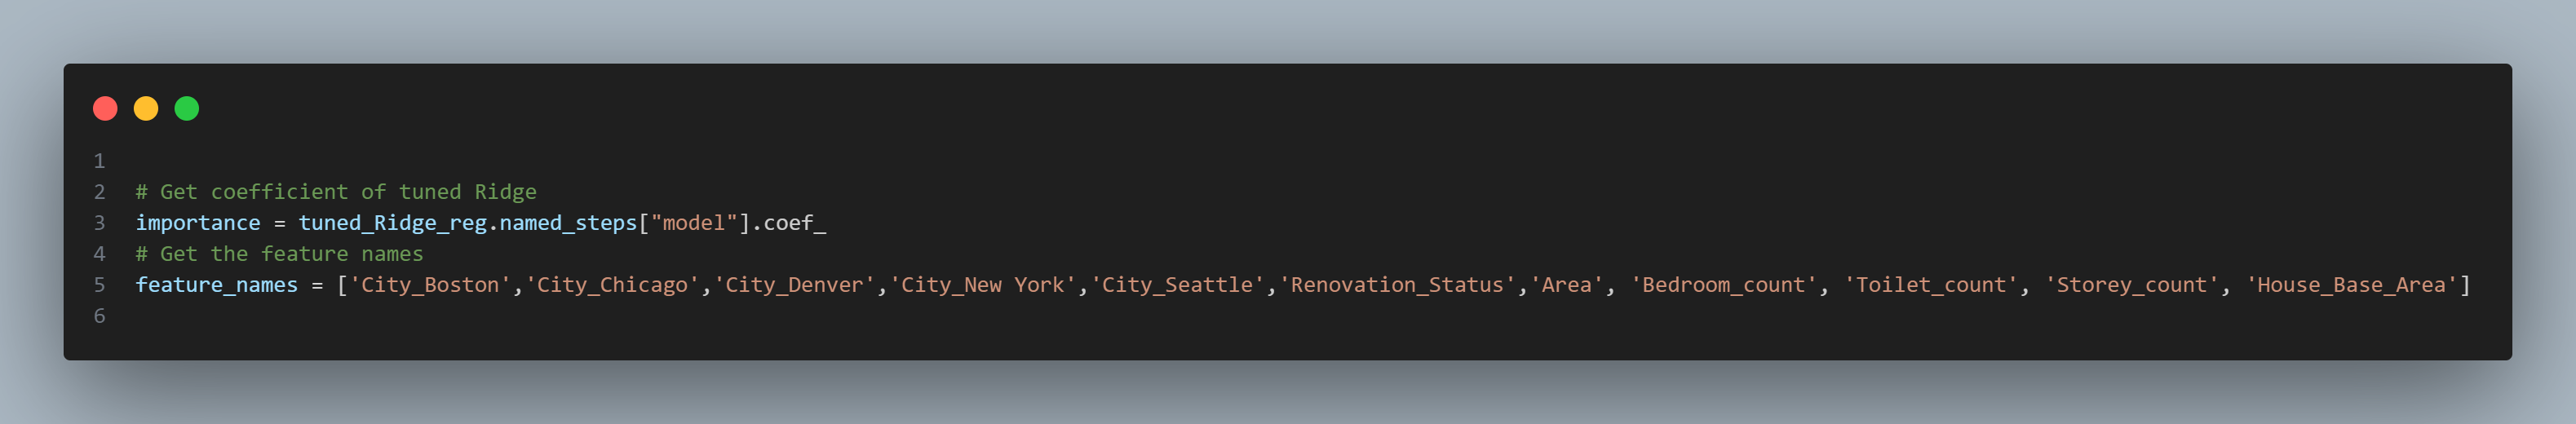 1
2 # Get coefficient of tuned Ridge
3 importance = tuned_Ridge_reg.named_steps["model"].coef_
4 # Get the feature names
5 feature_names = ['City_Boston','City_Chicago','City_Denver','City_New York','City_Seattle','Renovation_Status','Area', 'Bedroom_count', 'Toilet_count', 'Storey_count', 'House_Base_Area']
6